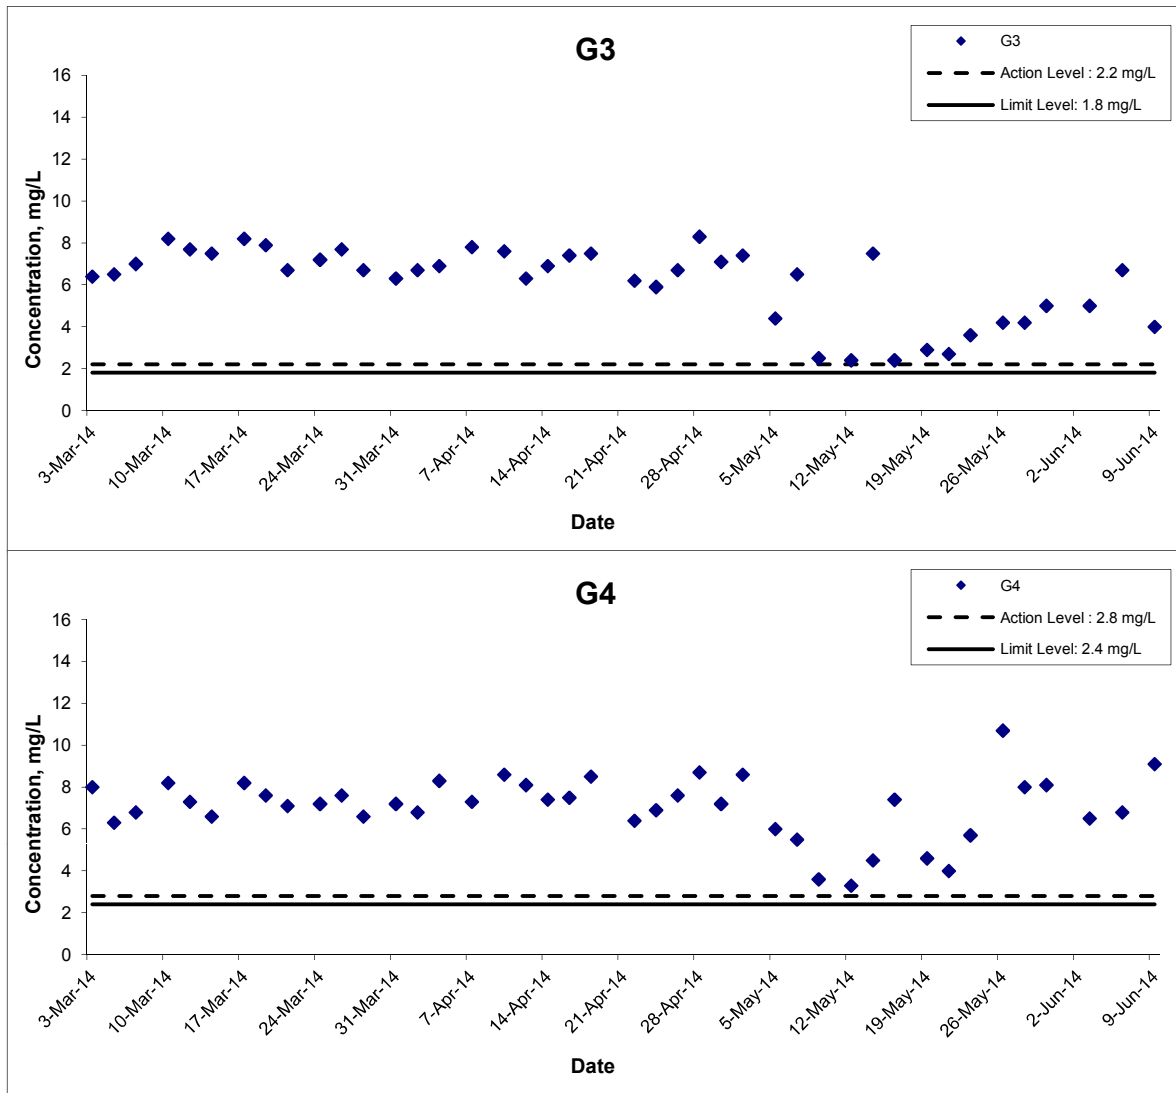 G3
G3
Action Level : 2.2 mg/L
Limit Level: 1.8 mg/L
Concentration, mg/L
16
14
12
10
8
6
4
2
0
3-Mar-14
10-Mar-14
17-Mar-14
24-Mar-14
31-Mar-14
7-Apr-14
14-Apr-14
21-Apr-14
28-Apr-14
5-May-14
12-May-14
19-May-14
26-May-14
2-Jun-14
9-Jun-14
Date
G4
G4
Action Level : 2.8 mg/L
Limit Level: 2.4 mg/L
Concentration, mg/L
16
14
12
10
8
6
4
2
0
3-Mar-14
10-Mar-14
17-Mar-14
24-Mar-14
31-Mar-14
7-Apr-14
14-Apr-14
21-Apr-14
28-Apr-14
5-May-14
12-May-14
19-May-14
26-May-14
2-Jun-14
9-Jun-14
Date